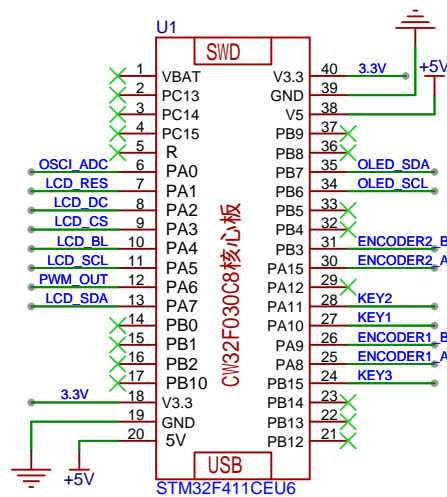 U1
SWD
1 VBAT
2 PC13
3 PC14
4 PC15
5 R
OSCI_ADC 6 PA0
LCD_RES 7 PA1
LCD_DC 8 PA2
LCD_CS 9 PA3
LCD_BL 10 PA4
LCD_SCL 11 PA5
PWM_OUT 12 PA6
LCD_SDA 13 PA7
14 PB0
15 PB1
16 PB2
17 PB10
3.3V 18 V3.3
19 GND
20 5V
+5V
CW32F030C8核心板
V3.3 40 3.3V
GND 39
+5V
V5 38
PB9 37
PB8 36
PB7 35 OLED_SDA
PB6 34 OLED_SCL
PB5 33
PB4 32
PB3 31 ENCODER2_B
PA15 30 ENCODER2_A
PA12 29
PA11 28 KEY2
PA10 27 KEY1
PA9 26 ENCODER1_B
PA8 25 ENCODER1_A
PB15 24 KEY3
PB14 23
PB13 22
PB12 21
USB
STM32F411CEU6